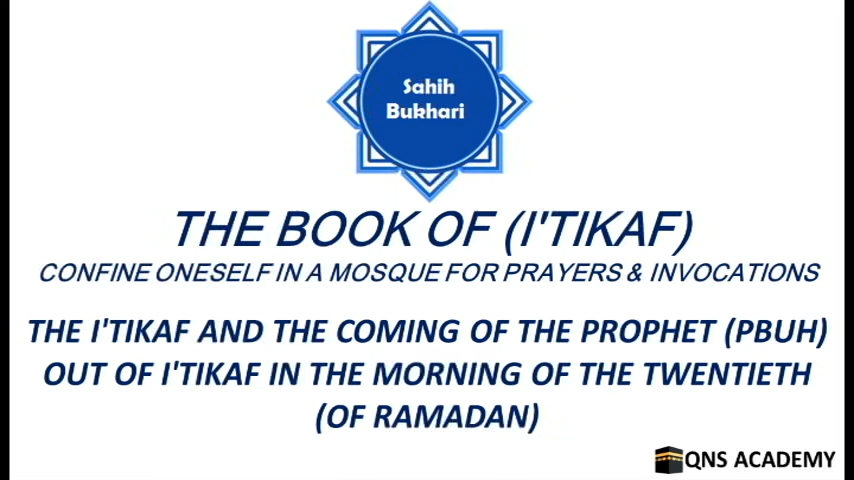 Sahih
Bukhari
THE BOOK OF (I'TIKAF)
CONFINE ONESELF IN A MOSQUE FOR PRAYERS & INVOCATIONS
THE I'TIKAF AND THE COMING OF THE PROPHET (PBUH)
OUT OF I'TIKAF IN THE MORNING OF THE TWENTIETH
(OF RAMADAN)
QNS ACADEMY